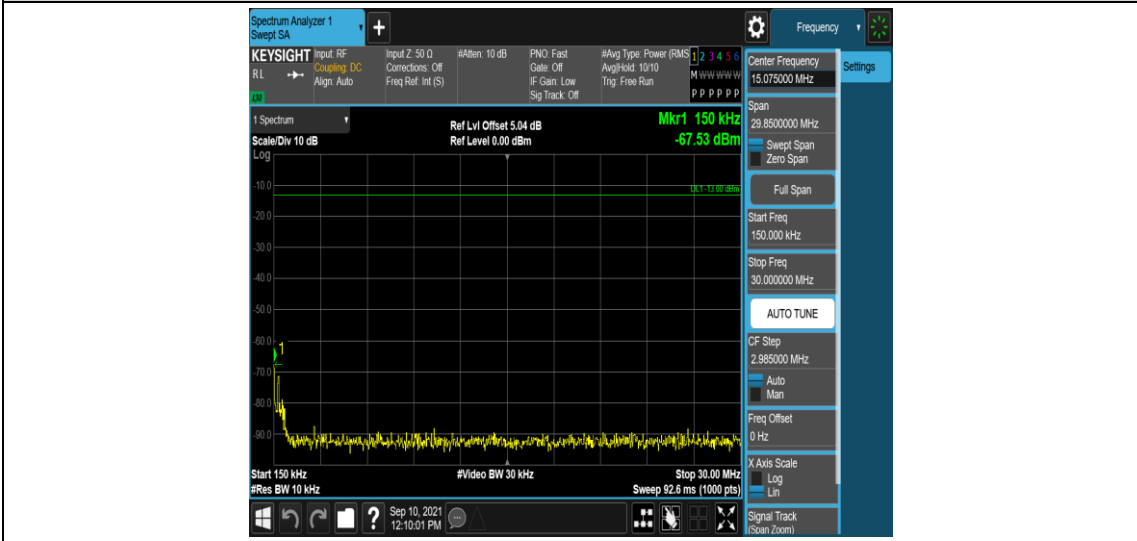 Spectrum Analyzer 1
Swept SA
+
Frequency
KEYSIGHT
Input: RF
Coupling: DC
Align: Auto
RL
Input Z: 50 Ω
Corrections: Off
Freq Ref: Int (S)
#Atten: 10 dB
PNO: Fast
Gate: Off
IF Gain: Low
Sig Track: Off
#Avg Type: Power (RMS
Avg|Hold: 10/10
Trig: Free Run
1 2 3 4 5 6
M W W W W W
P P P P P P
1 Spectrum
Scale/Div 10 dB
Log
Ref Lvl Offset 5.04 dB
Ref Level 0.00 dBm
Mkr1 150 kHz
-67.53 dBm
DL1 -13.00 dBm
-10.0
-20.0
-30.0
-40.0
-50.0
-60.0
-70.0
-80.0
-90.0
1
Start 150 kHz
#Res BW 10 kHz
#Video BW 30 kHz
Stop 30.00 MHz
Sweep 92.6 ms (1000 pts)
Center Frequency
15.075000 MHz
Settings
Span
29.8500000 MHz
Swept Span
Zero Span
Full Span
Start Freq
150.000 kHz
Stop Freq
30.000000 MHz
AUTO TUNE
CF Step
2.985000 MHz
Auto
Man
Freq Offset
0 Hz
X Axis Scale
Log
Lin
Signal Track
(Span Zoom)
?
Sep 10, 2021
12:10:01 PM